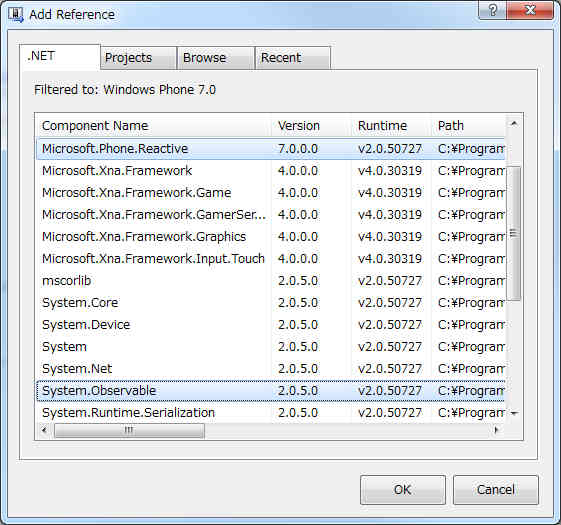 Add Reference
.NET Projects Browse Recent
Filtered to: Windows Phone 7.0
Component Name Version Runtime Path
Microsoft.Phone.Reactive 7.0.0.0 v2.0.50727 C:¥Program
Microsoft.Xna.Framework 4.0.0.0 v4.0.30319 C:¥Program
Microsoft.Xna.Framework.Game 4.0.0.0 v4.0.30319 C:¥Program
Microsoft.Xna.Framework.GamerSer... 4.0.0.0 v4.0.30319 C:¥Program
Microsoft.Xna.Framework.Graphics 4.0.0.0 v4.0.30319 C:¥Program
Microsoft.Xna.Framework.Input.Touch 4.0.0.0 v4.0.30319 C:¥Program
mscorlib 2.0.5.0 v2.0.50727 C:¥Program
System.Core 2.0.5.0 v2.0.50727 C:¥Program
System.Device 2.0.5.0 v2.0.50727 C:¥Program
System 2.0.5.0 v2.0.50727 C:¥Program
System.Net 2.0.5.0 v2.0.50727 C:¥Program
System.Observable 2.0.5.0 v2.0.50727 C:¥Program
System.Runtime.Serialization 2.0.5.0 v2.0.50727 C:¥Program
OK Cancel